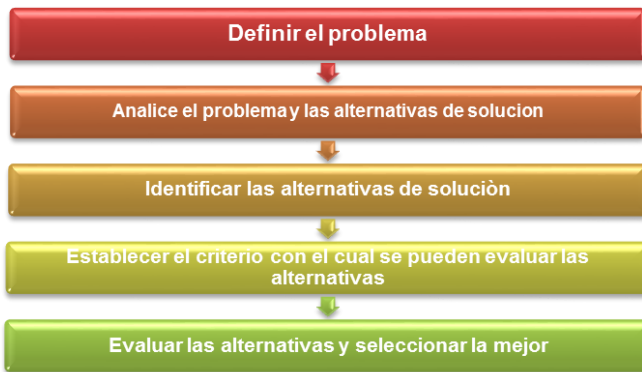 Definir el problema
Analice el problema y las alternativas de solucion
Identificar las alternativas de soluciòn
Establecer el criterio con el cual se pueden evaluar las
alternativas
Evaluar las alternativas y seleccionar la mejor